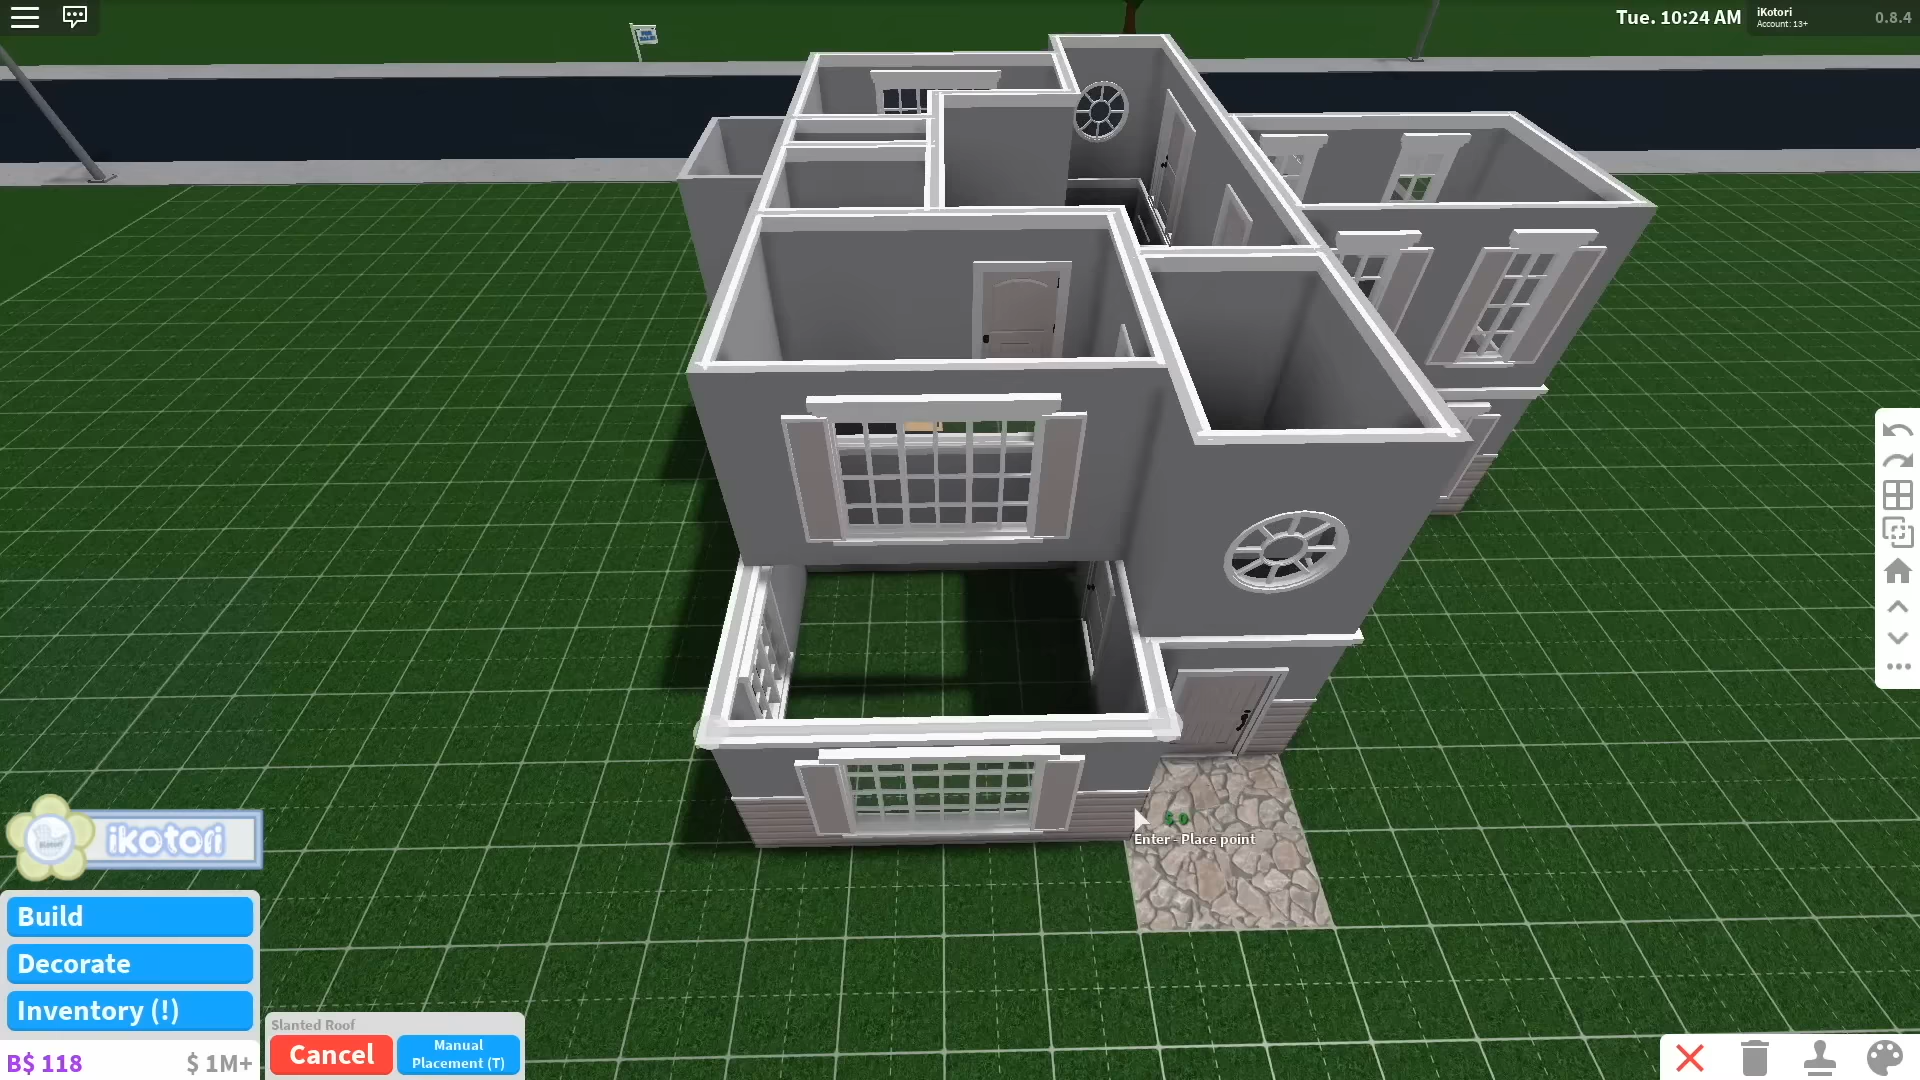 Tue. 10:24 AM
iKotori
Account: 13+
0.8.4
$ 0
Enter - Place point
ikotori
Build
Decorate
Inventory (!)
B$ 118
$ 1M+
Slanted Roof
Cancel
Manual
Placement (T)